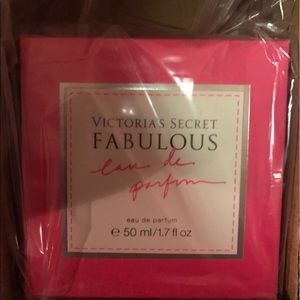 VICTORIA'S SECRET
FABULOUS
eau de
parfum
eau de parfum
℮ 50 ml/1.7 fl oz